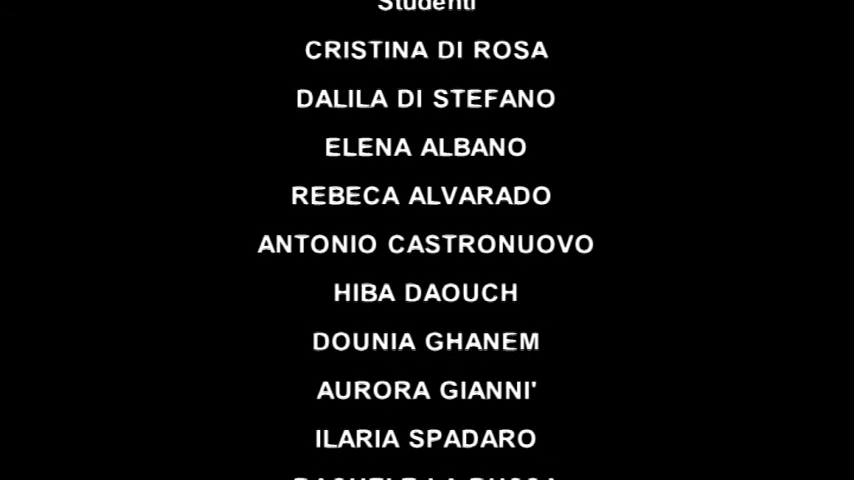 Studenti
CRISTINA DI ROSA
DALILA DI STEFANO
ELENA ALBANO
REBECA ALVARADO
ANTONIO CASTRONUOVO
HIBA DAOUCH
DOUNIA GHANEM
AURORA GIANNI'
ILARIA SPADARO